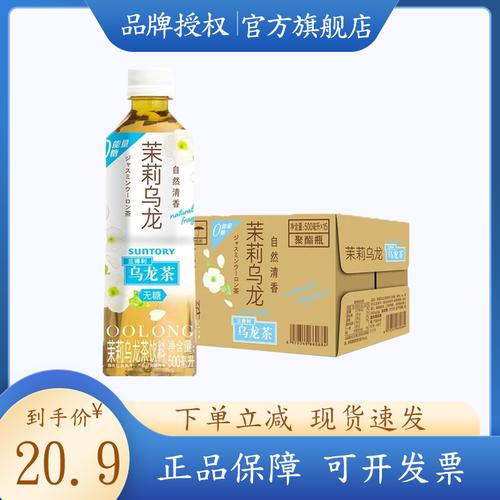 品牌授权 官方旗舰店
0能量
糖
茉莉乌龙
ジャスミンウーロン茶
自然清香
natural
SUNTORY
三得利
乌龙茶
无糖
OOLONG
茉莉乌龙茶饮料
净含量:
500毫升
0能量
糖
茉莉乌龙
ジャスミンウーロン茶
自然清香
三得利
乌龙茶
净含量:500毫升×15
聚酯瓶
茉莉乌龙
乌龙茶
到手价¥
20.9
下单立减 现货速发
正品保障 可开发票